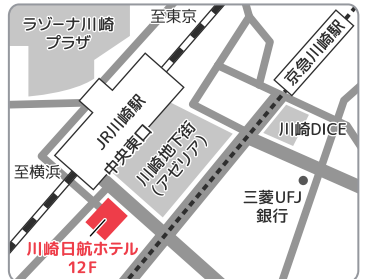 ラゾーナ川崎
プラザ
至東京
京急川崎駅
JR川崎駅
中央東口
川崎地下街
(アゼリア)
川崎DICE
至横浜
三菱UFJ
銀行
川崎日航ホテル
12F